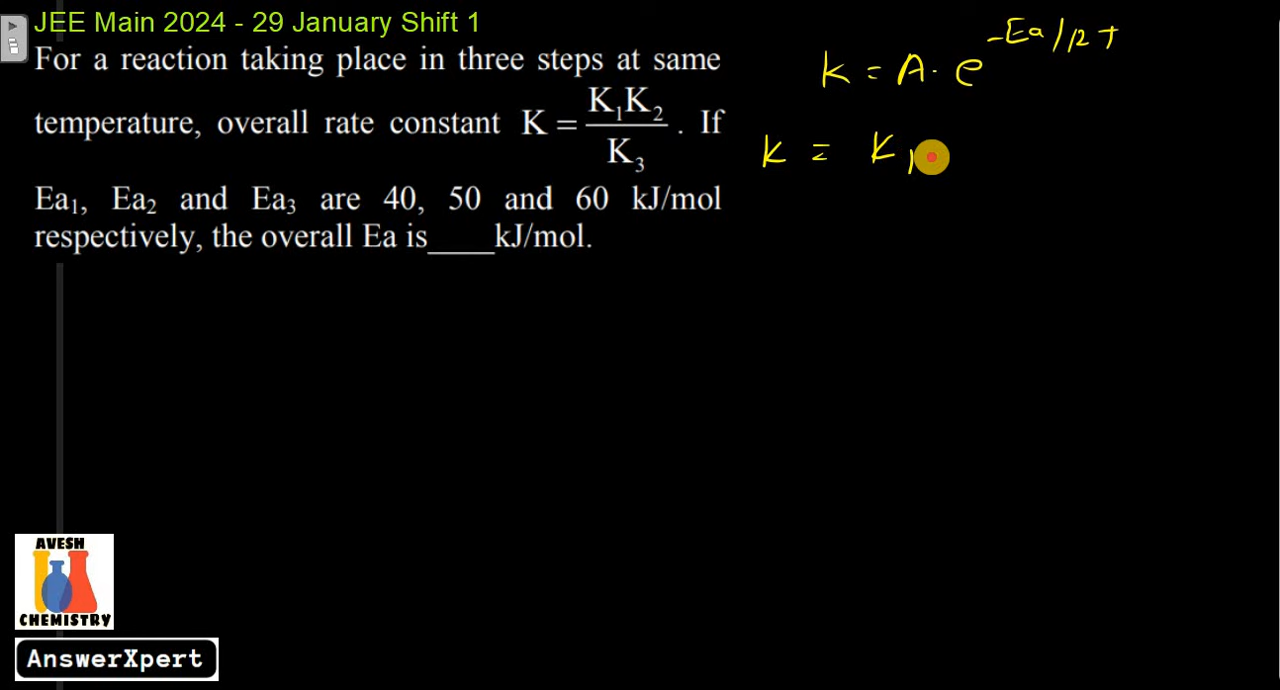 JEE Main 2024 - 29 January Shift 1
For a reaction taking place in three steps at same
temperature, overall rate constant K = K₁K₂ / K₃ . If
Ea₁, Ea₂ and Ea₃ are 40, 50 and 60 kJ/mol
respectively, the overall Ea is____kJ/mol.
k = A · e^(-Ea/RT)
k = k₁
AVESH
CHEMISTRY
AnswerXpert